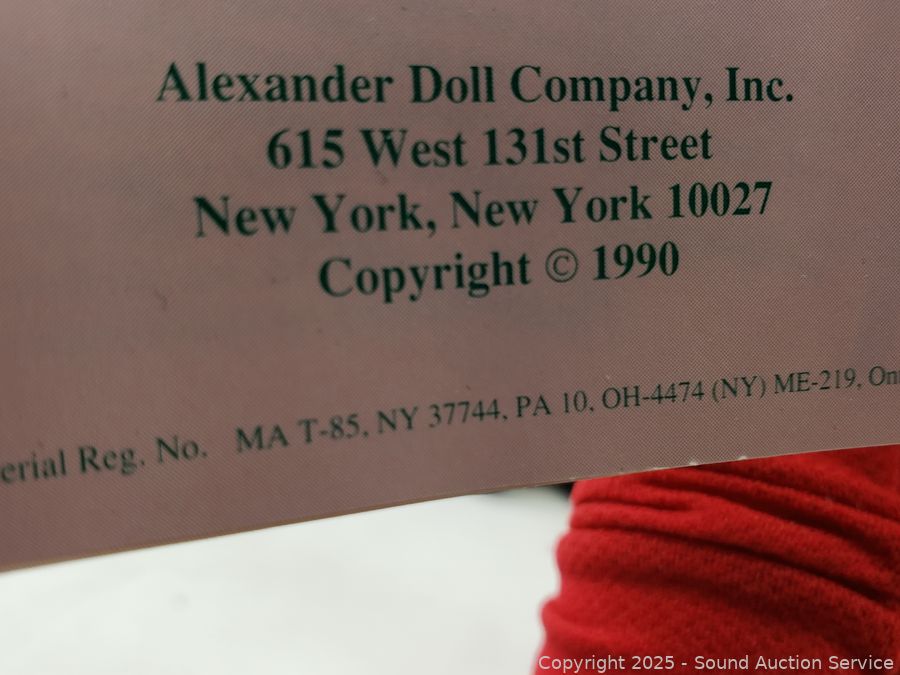 Alexander Doll Company, Inc.
615 West 131st Street
New York, New York 10027
Copyright © 1990
erial Reg. No. MA T-85, NY 37744, PA 10, OH-4474 (NY) ME-219, On
Copyright 2025 - Sound Auction Service